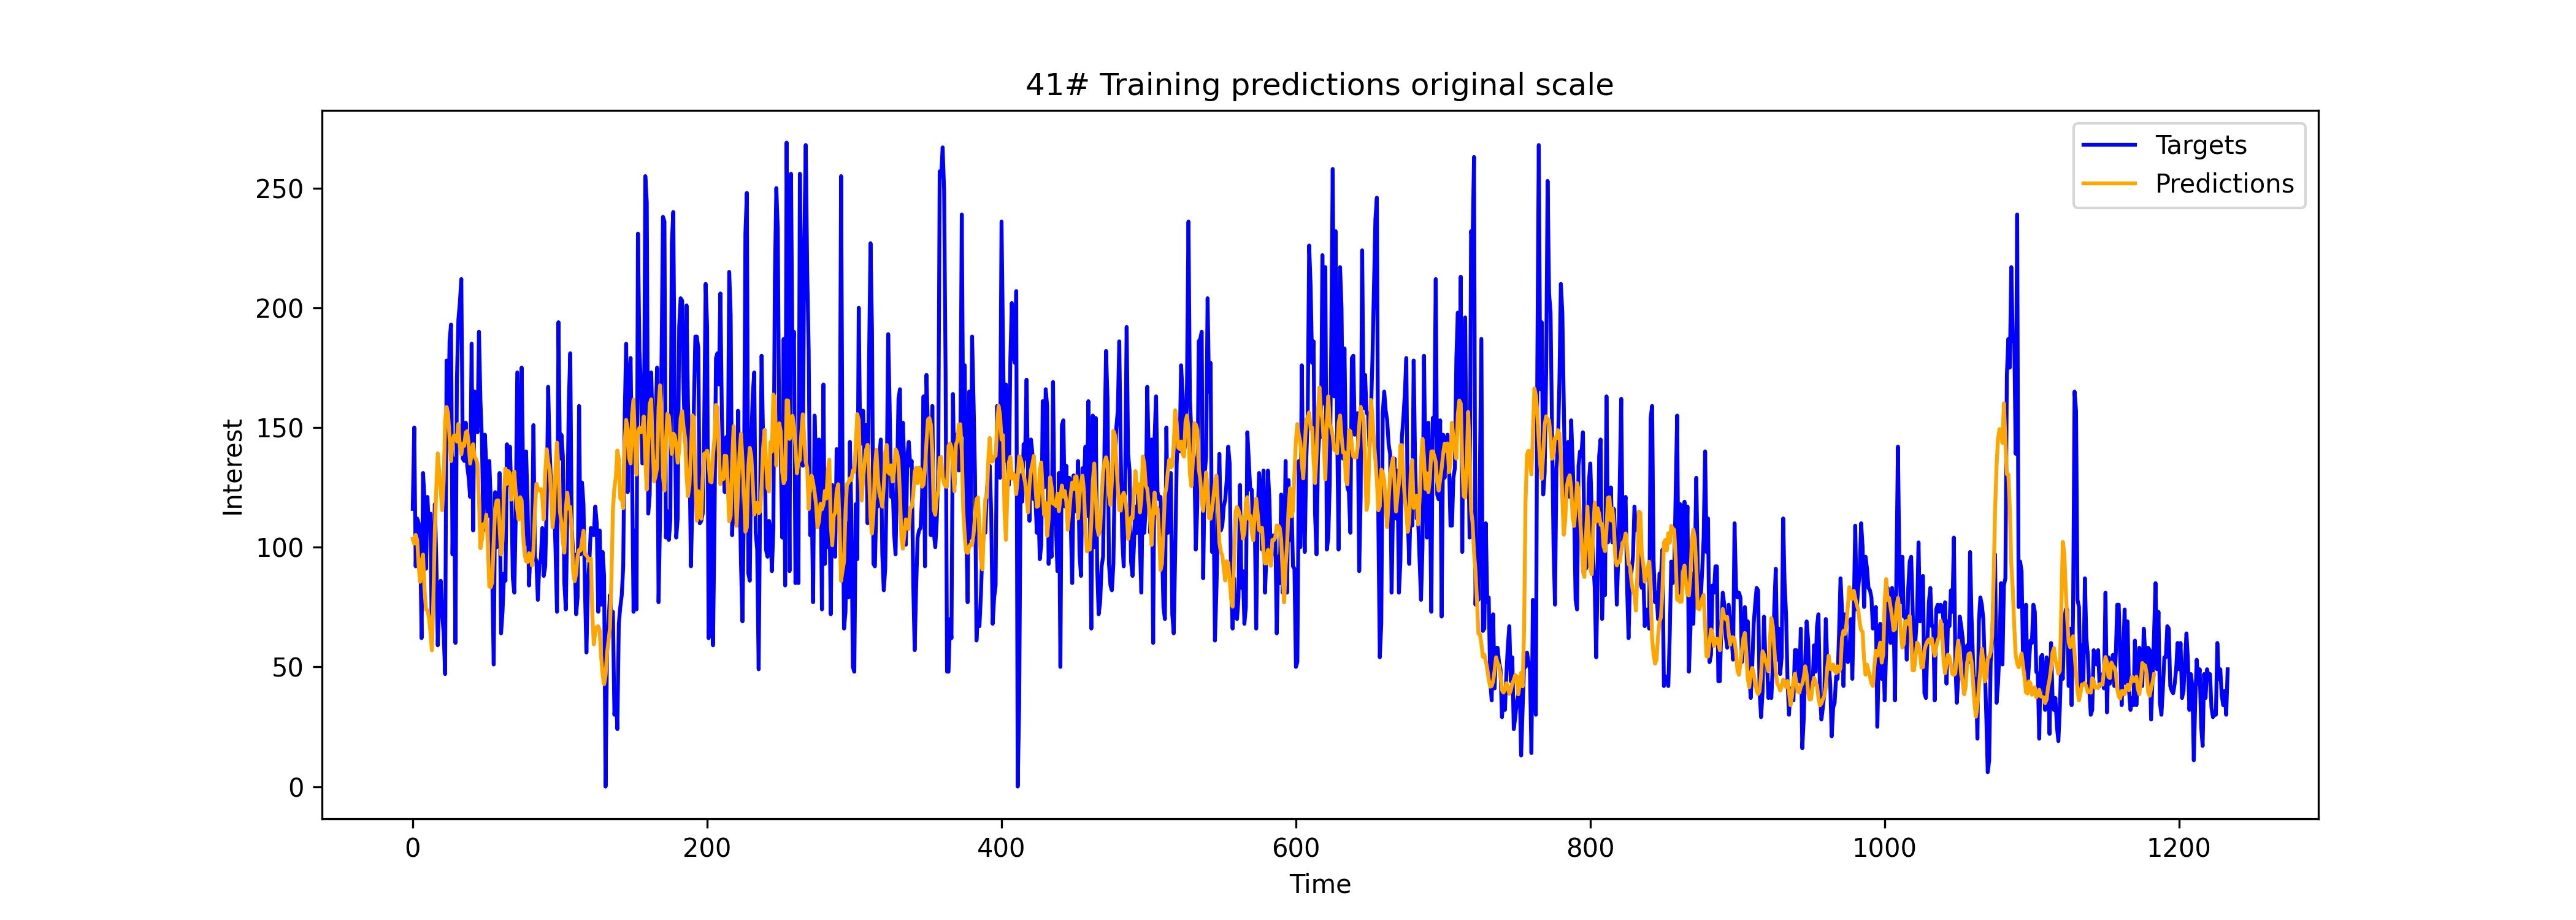 41# Training predictions original scale
Targets
Predictions
Interest
250
200
150
100
50
0
0 200 400 600 800 1000 1200
Time